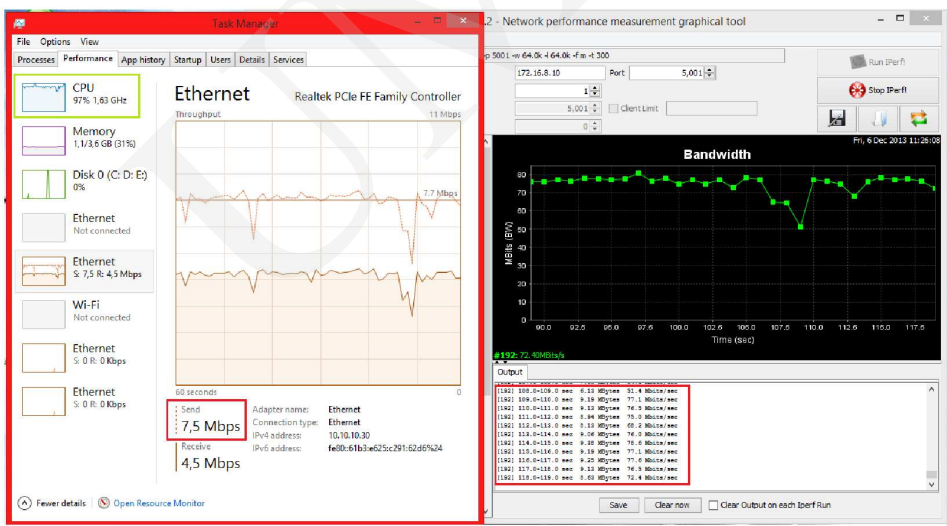 Task Manager
File Options View
Processes Performance App history Startup Users Details Services
CPU
97% 1,63 GHz
Memory
1,1/3,6 GB (31%)
Disk 0 (C: D: E:)
0%
Ethernet
Not connected
Ethernet
S: 7,5 R: 4,5 Mbps
Wi-Fi
Not connected
Ethernet
S: 0 R: 0 Kbps
Ethernet
S: 0 R: 0 Kbps
Ethernet Realtek PCIe FE Family Controller
Throughput 11 Mbps
7.7 Mbps
60 seconds 0
Send
7,5 Mbps
Receive
4,5 Mbps
Adapter name: Ethernet
Connection type: Ethernet
IPv4 address: 10.10.10.30
IPv6 address: fe80::61b3:e625:c291:62d6%24
Fewer details Open Resource Monitor
.2 - Network performance measurement graphical tool
p 5001 -w 64.0k -l 64.0k -f m -t 300
172.16.8.10 Port 5,001
1
5,001 Client Limit
0
Run IPerf!
Stop IPerf!
Fri, 6 Dec 2013 11:26:08
Bandwidth
MBits (BW)
80
70
60
50
40
30
20
10
0
90.0 92.5 95.0 97.5 100.0 102.5 105.0 107.5 110.0 112.5 115.0 117.5
Time (sec)
#192: 72.40MBits/s
Output
[192] 108.0-109.0 sec 6.13 MBytes 51.4 Mbits/sec
[192] 109.0-110.0 sec 9.19 MBytes 77.1 Mbits/sec
[192] 110.0-111.0 sec 9.13 MBytes 76.5 Mbits/sec
[192] 111.0-112.0 sec 8.94 MBytes 75.0 Mbits/sec
[192] 112.0-113.0 sec 8.13 MBytes 68.2 Mbits/sec
[192] 113.0-114.0 sec 9.06 MBytes 76.0 Mbits/sec
[192] 114.0-115.0 sec 9.38 MBytes 78.6 Mbits/sec
[192] 115.0-116.0 sec 9.19 MBytes 77.1 Mbits/sec
[192] 116.0-117.0 sec 9.25 MBytes 77.6 Mbits/sec
[192] 117.0-118.0 sec 9.13 MBytes 76.5 Mbits/sec
[192] 118.0-119.0 sec 8.63 MBytes 72.4 Mbits/sec
Save Clear now Clear Output on each Iperf Run